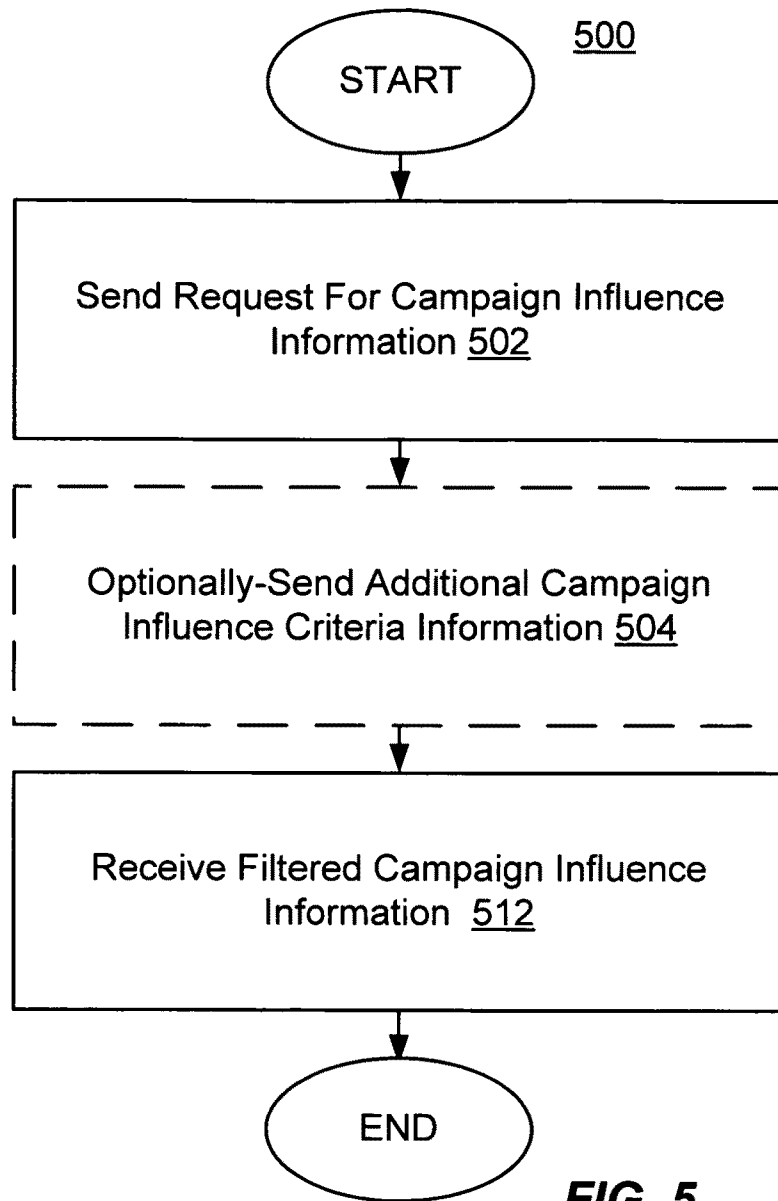 500
START
Send Request For Campaign Influence
Information 502
Optionally-Send Additional Campaign
Influence Criteria Information 504
Receive Filtered Campaign Influence
Information 512
END
FIG. 5